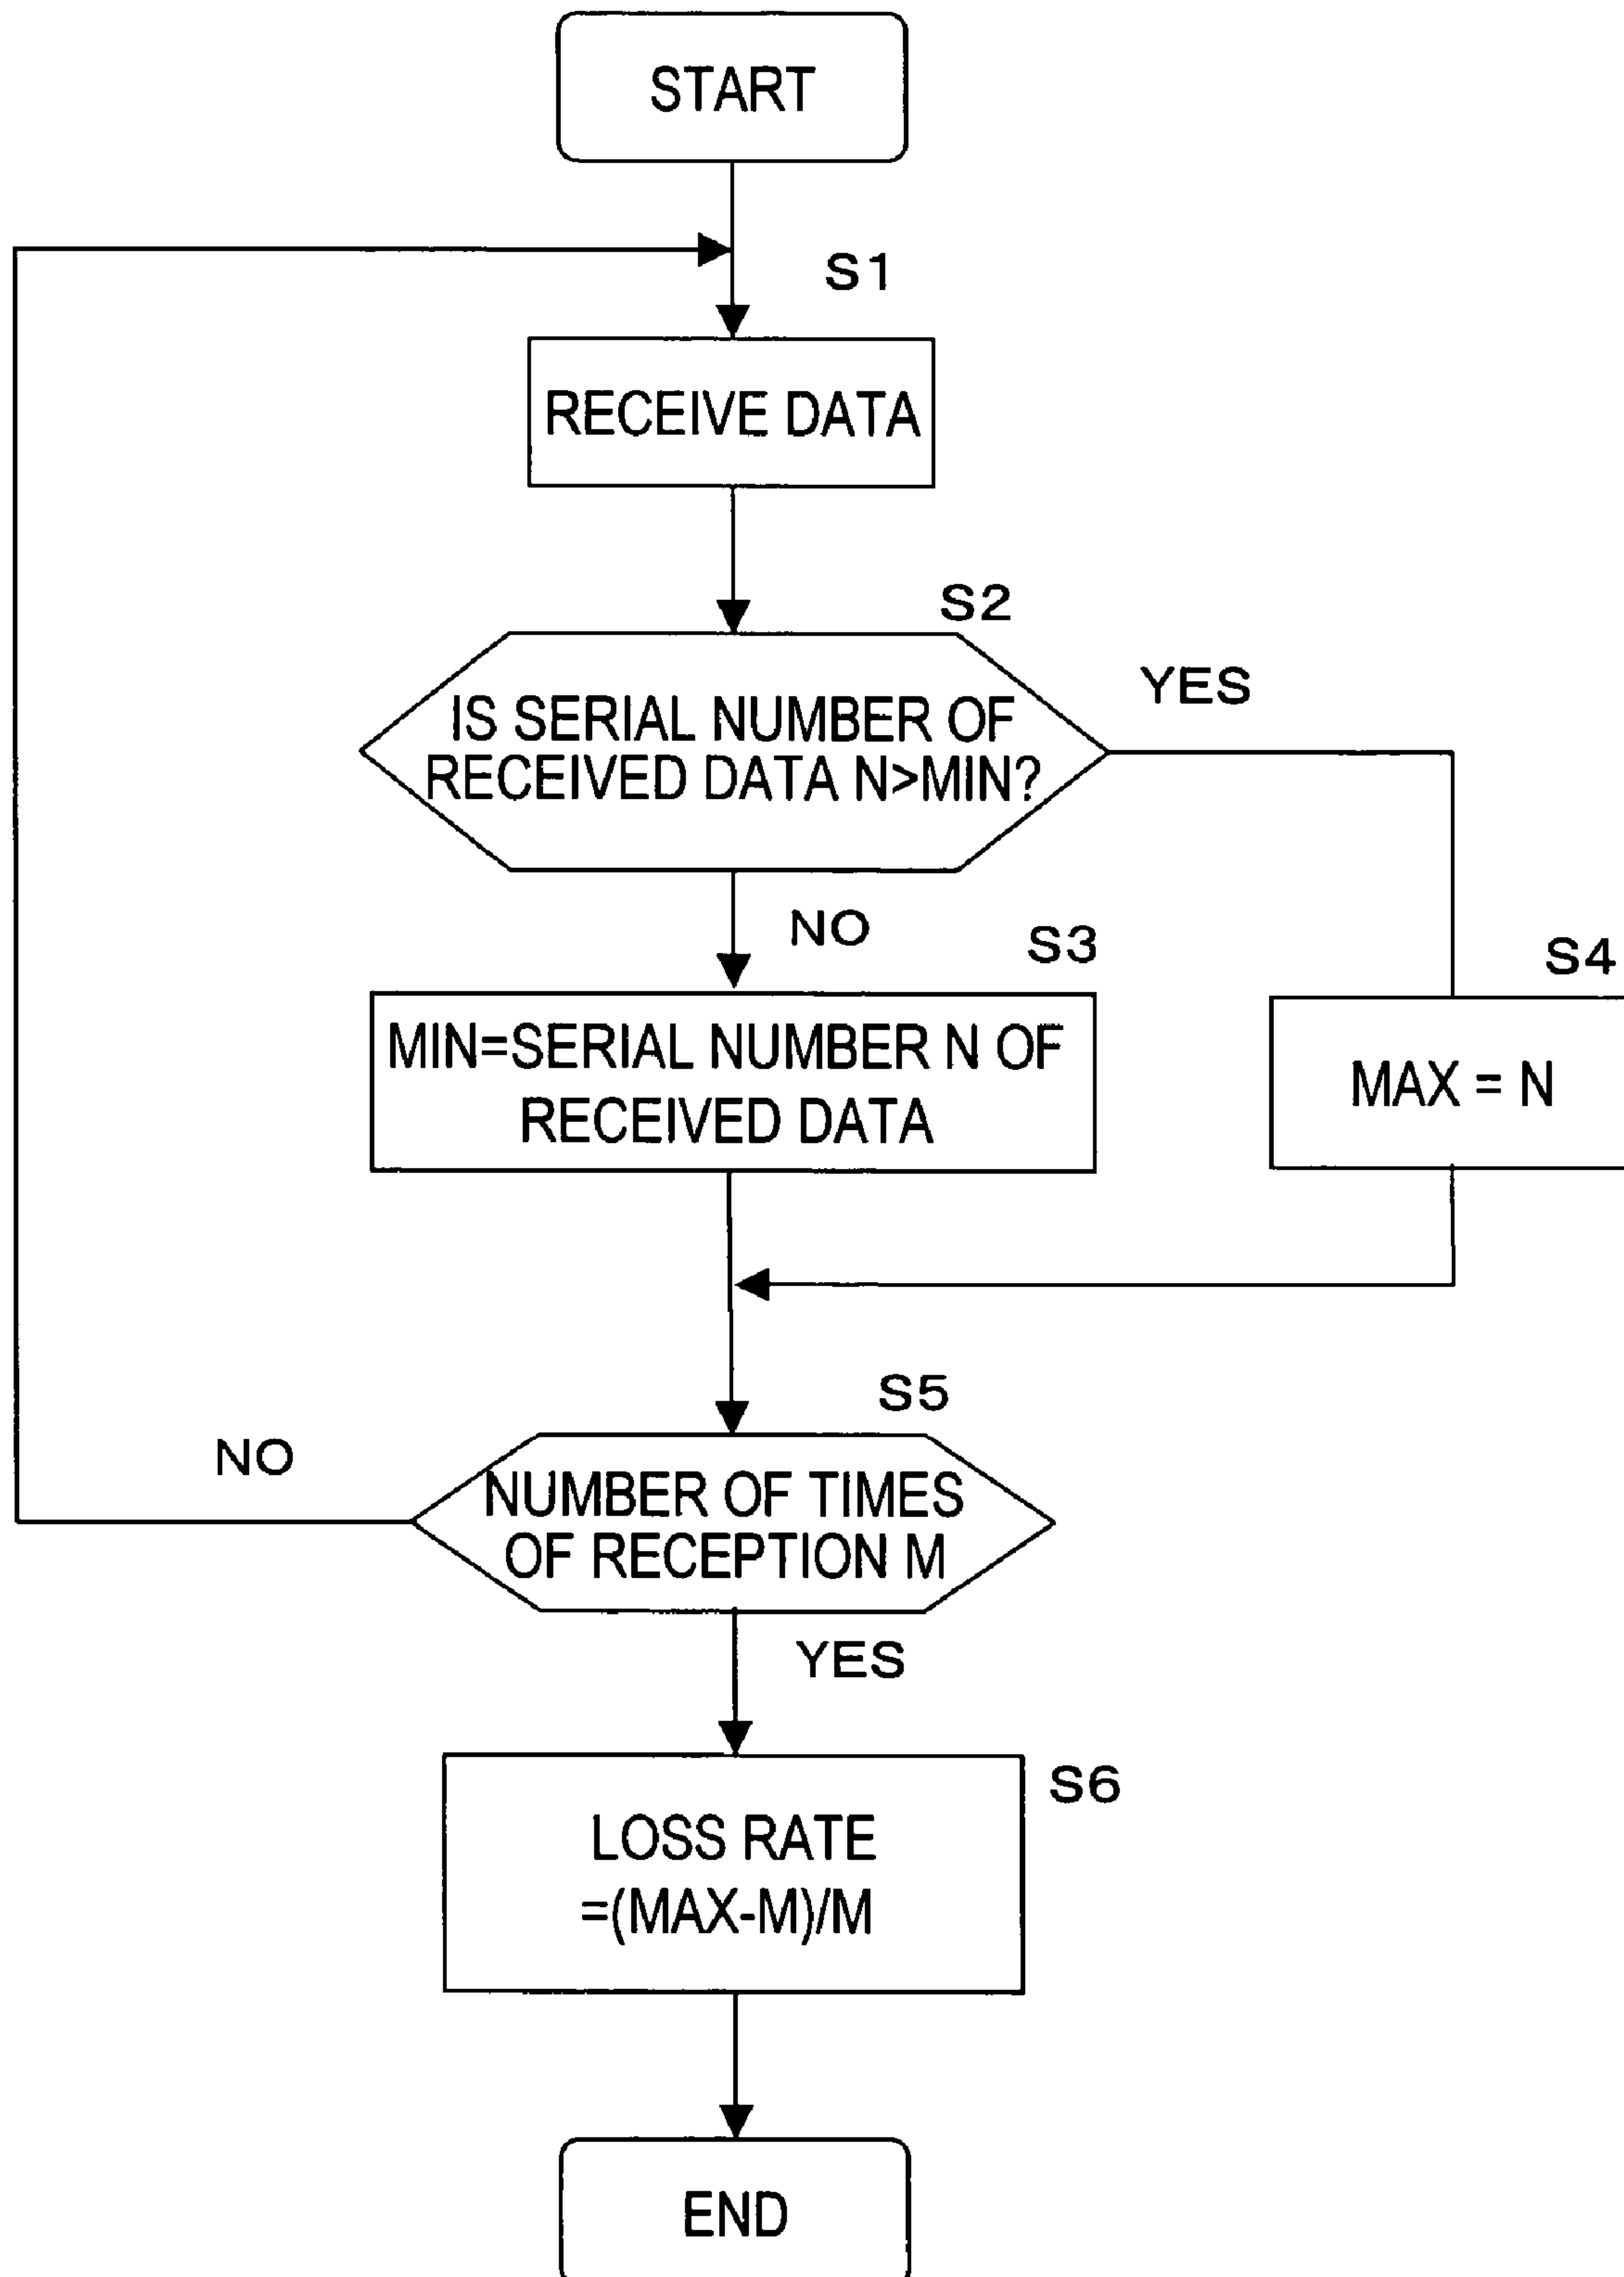 START
S1
RECEIVE DATA
S2
IS SERIAL NUMBER OF
RECEIVED DATA N>MIN?
YES
NO
S3
MIN=SERIAL NUMBER N OF
RECEIVED DATA
S4
MAX = N
S5
NO
NUMBER OF TIMES
OF RECEPTION M
YES
S6
LOSS RATE
=(MAX-M)/M
END